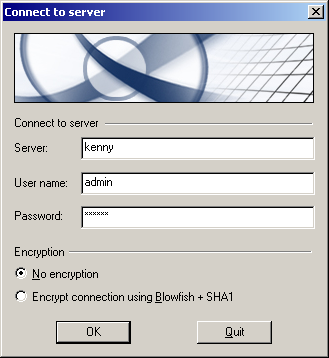 Connect to server
Connect to server
Server: kenny
User name: admin
Password: xxxxxx
Encryption
No encryption
Encrypt connection using Blowfish + SHA1
OK Quit